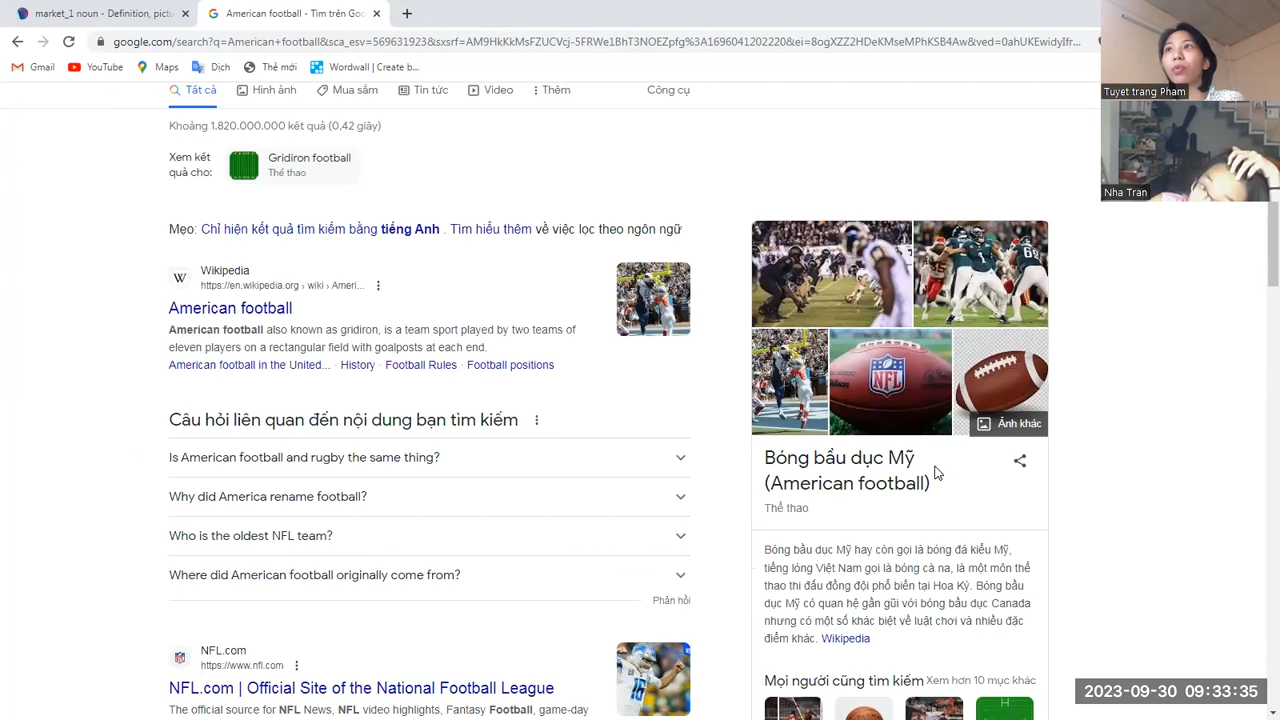 market_1 noun - Definition, pictu
American football - Tìm trên Goo
google.com/search?q=American+football&sca_esv=569631923&sxsrf=AM9HkKkMsFZUCVcj-5FRWe1BhT3NOEZpfg%3A1696041202220&ei=8ogXZZ2HDeKMseMPhKSB4Aw&ved=0ahUKEwidylfr...
Gmail
YouTube
Maps
Dịch
Thẻ mới
Wordwall | Create b...
Tất cả
Hình ảnh
Mua sắm
Tin tức
Video
Thêm
Công cụ
Khoảng 1.820.000.000 kết quả (0,42 giây)
Xem kết
quả cho:
Gridiron football
Thể thao
Mẹo: Chỉ hiện kết quả tìm kiếm bằng tiếng Anh . Tìm hiểu thêm về việc lọc theo ngôn ngữ
Wikipedia
https://en.wikipedia.org › wiki › Ameri...
American football
American football also known as gridiron, is a team sport played by two teams of
eleven players on a rectangular field with goalposts at each end.
American football in the United... · History · Football Rules · Football positions
Câu hỏi liên quan đến nội dung bạn tìm kiếm
Is American football and rugby the same thing?
Why did America rename football?
Who is the oldest NFL team?
Where did American football originally come from?
Phản hồi
NFL.com
https://www.nfl.com
NFL.com | Official Site of the National Football League
The official source for NFL News, NFL video highlights, Fantasy Football, game-day
NFL
Ảnh khác
Bóng bầu dục Mỹ
(American football)
Thể thao
Bóng bầu dục Mỹ hay còn gọi là bóng đá kiểu Mỹ,
tiếng lóng Việt Nam gọi là bóng cà na, là một môn thể
thao thi đấu đồng đội phổ biến tại Hoa Kỳ. Bóng bầu
dục Mỹ có quan hệ gần gũi với bóng bầu dục Canada
nhưng có một số khác biệt về luật chơi và nhiều đặc
điểm khác. Wikipedia
Mọi người cũng tìm kiếm
Xem hơn 10 mục khác
Tuyet trang Pham
Nha Tran
2023-09-30 09:33:35